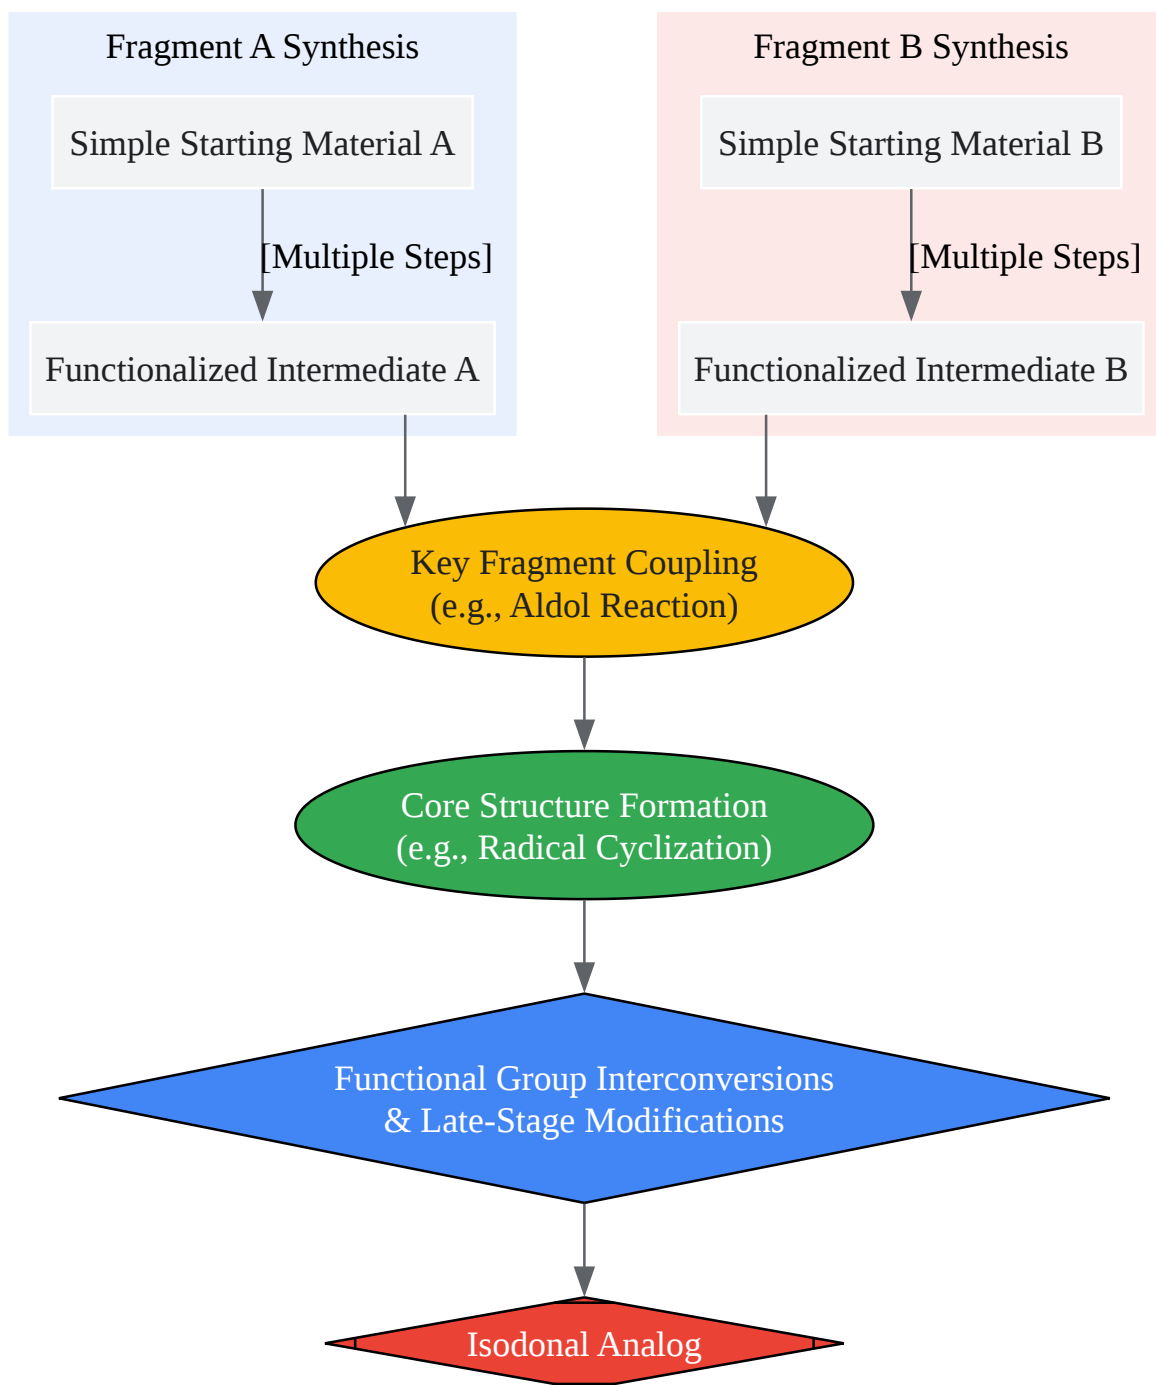 Fragment A Synthesis
Simple Starting Material A
[Multiple Steps]
Functionalized Intermediate A
Fragment B Synthesis
Simple Starting Material B
[Multiple Steps]
Functionalized Intermediate B
Key Fragment Coupling
(e.g., Aldol Reaction)
Core Structure Formation
(e.g., Radical Cyclization)
Functional Group Interconversions
& Late-Stage Modifications
Isodonal Analog